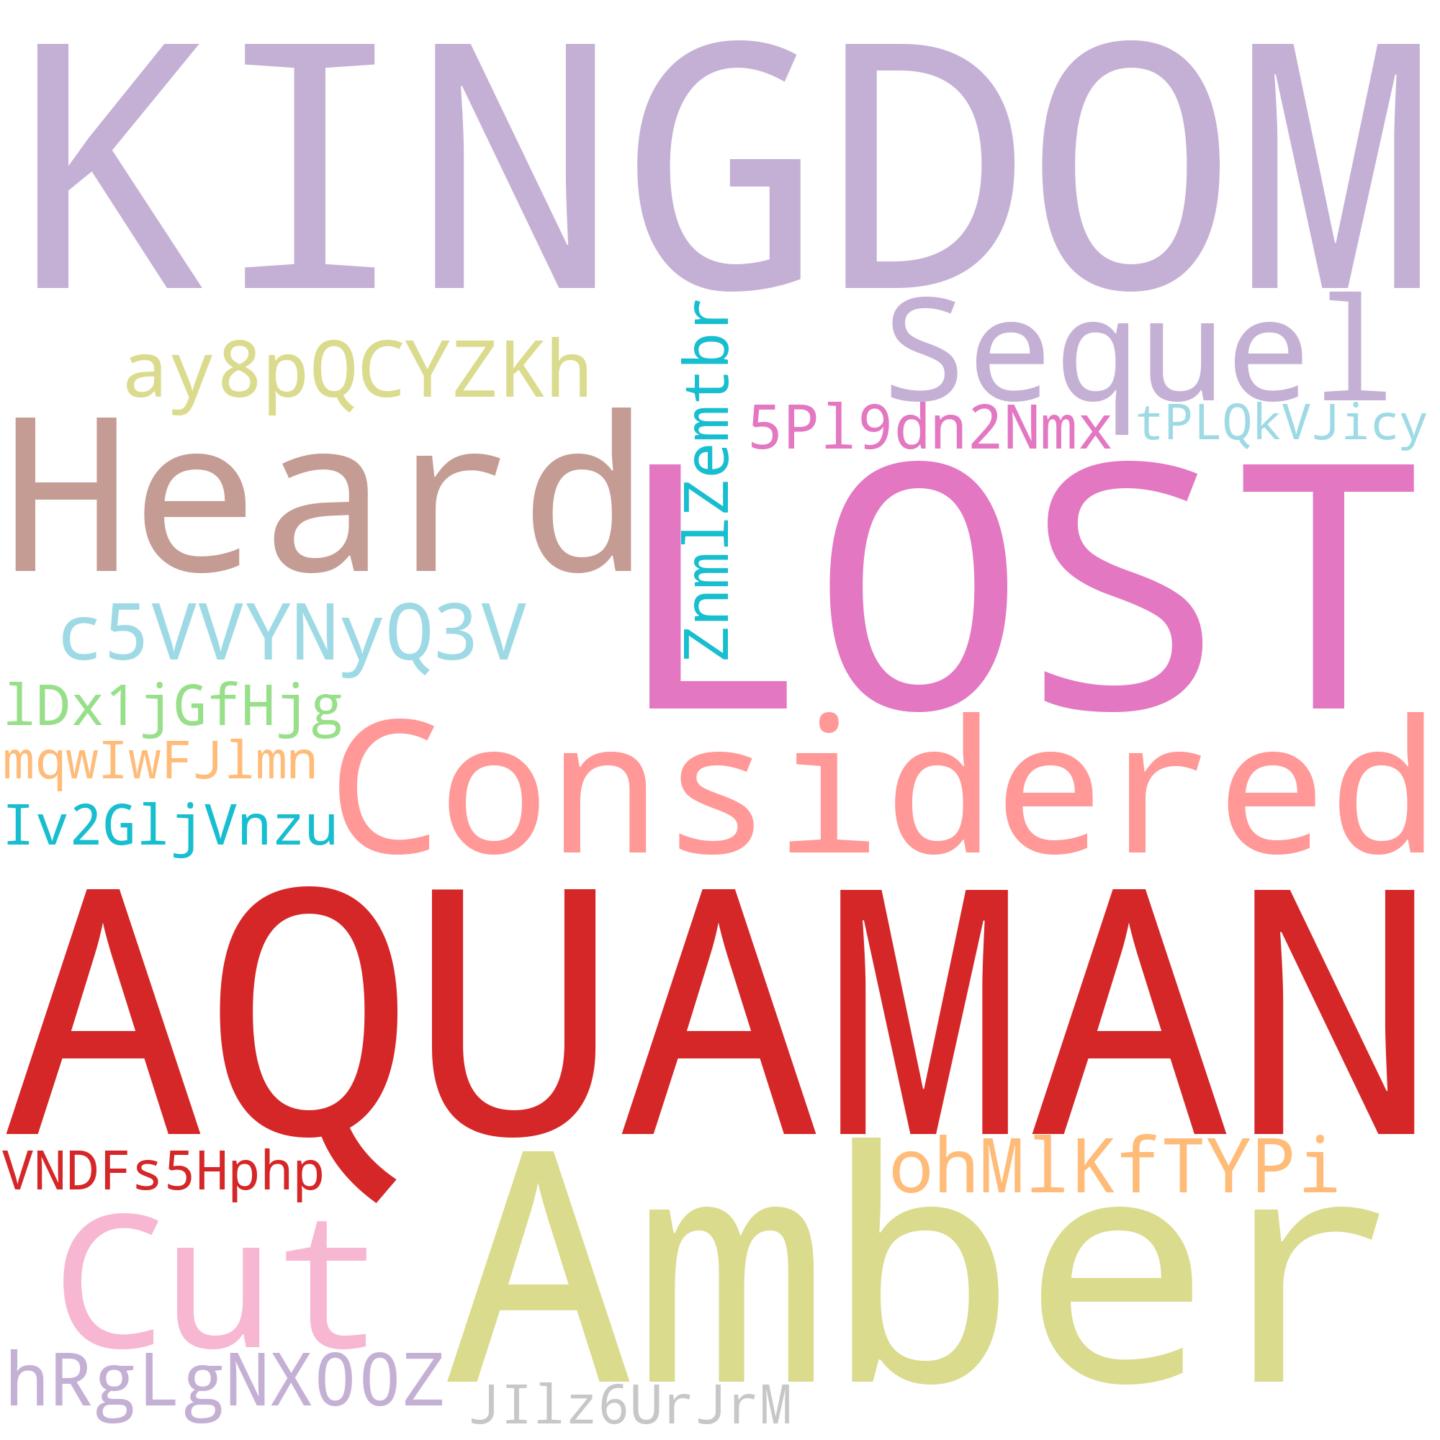 KINGDOM
Sequel
ay8pQCYZKh
ZnmlZemtbr
5Pl9dn2Nmx
tPLQkVJicy
Heard
LOST
c5VVYNyQ3V
lDx1jGfHjg
mqwIwFJlmn
Considered
Iv2GljVnzu
AQUAMAN
VNDFs5Hphp
Amber
ohMlKfTYPi
Cut
hRgLgNXOOZ
JIlz6UrJrM